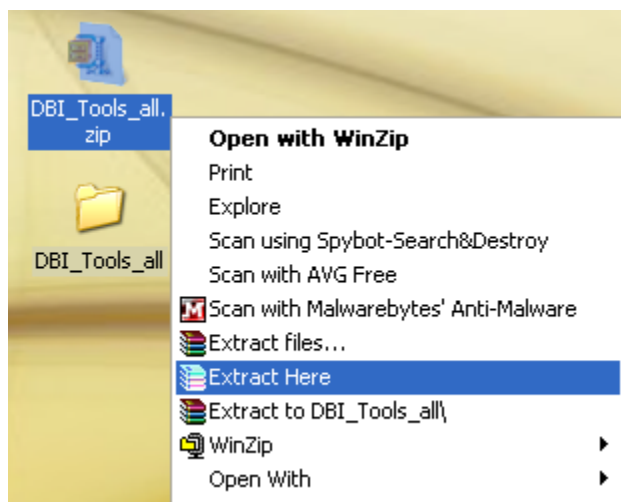 DBI_Tools_all.
zip
DBI_Tools_all
Open with WinZip
Print
Explore
Scan using Spybot-Search&Destroy
Scan with AVG Free
Scan with Malwarebytes' Anti-Malware
Extract files...
Extract Here
Extract to DBI_Tools_all\
WinZip
Open With